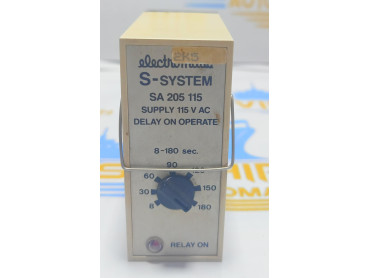 electromatic
EKS
S-SYSTEM
SA 205 115
SUPPLY 115 V AC
DELAY ON OPERATE
8-180 sec.
90
60
30
150
8
180
RELAY ON